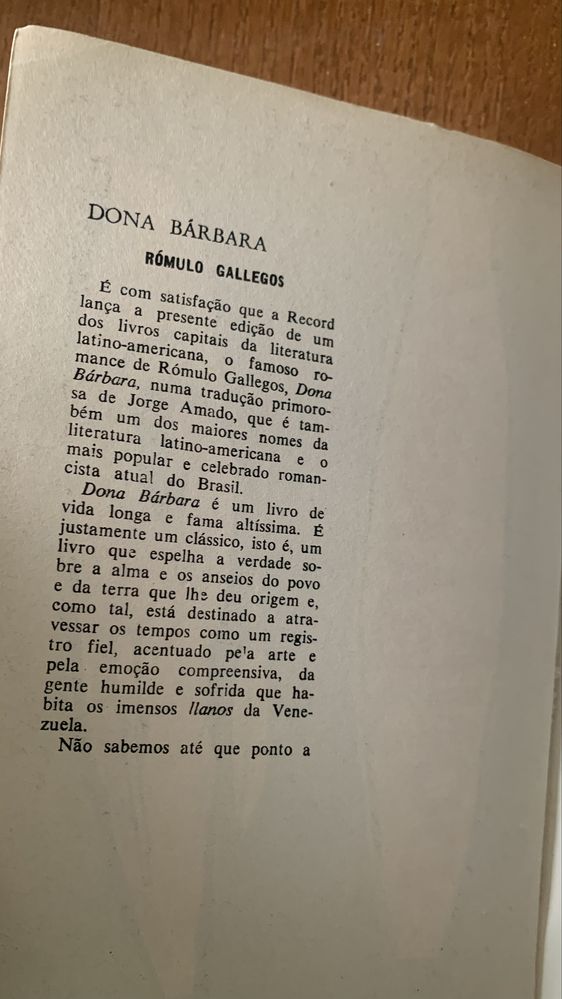 DONA BÁRBARA
RÓMULO GALLEGOS
É com satisfação que a Record
lança a presente edição de um
dos livros capitais da literatura
latino-americana, o famoso ro-
mance de Rómulo Gallegos, Dona
Bárbara, numa tradução primoro-
sa de Jorge Amado, que é tam-
bém um dos maiores nomes da
literatura latino-americana e o
mais popular e celebrado roman-
cista atual do Brasil.
Dona Bárbara é um livro de
vida longa e fama altíssima. É
justamente um clássico, isto é, um
livro que espelha a verdade so-
bre a alma e os anseios do povo
e da terra que lhe deu origem e,
como tal, está destinado a atra-
vessar os tempos como um regis-
tro fiel, acentuado pela arte e
pela emoção compreensiva, da
gente humilde e sofrida que ha-
bita os imensos llanos da Vene-
zuela.
Não sabemos até que ponto a